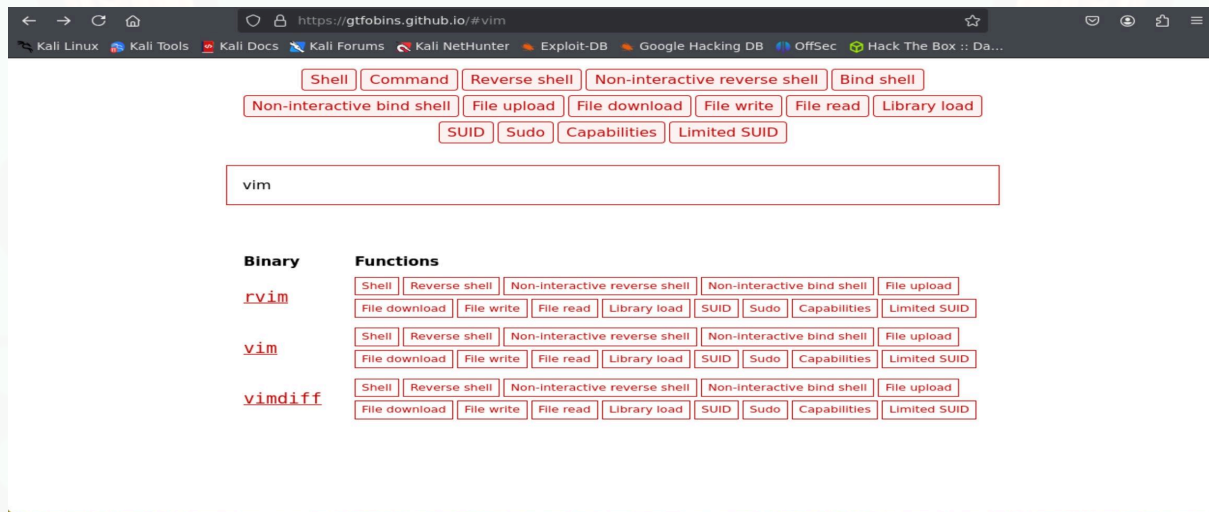 https://gtfobins.github.io/#vim
Kali Linux Kali Tools Kali Docs Kali Forums Kali NetHunter Exploit-DB Google Hacking DB OffSec Hack The Box :: Da...
Shell Command Reverse shell Non-interactive reverse shell Bind shell
Non-interactive bind shell File upload File download File write File read Library load
SUID Sudo Capabilities Limited SUID
vim
Binary Functions
rvim
Shell Reverse shell Non-interactive reverse shell Non-interactive bind shell File upload
File download File write File read Library load SUID Sudo Capabilities Limited SUID
vim
Shell Reverse shell Non-interactive reverse shell Non-interactive bind shell File upload
File download File write File read Library load SUID Sudo Capabilities Limited SUID
vimdiff
Shell Reverse shell Non-interactive reverse shell Non-interactive bind shell File upload
File download File write File read Library load SUID Sudo Capabilities Limited SUID